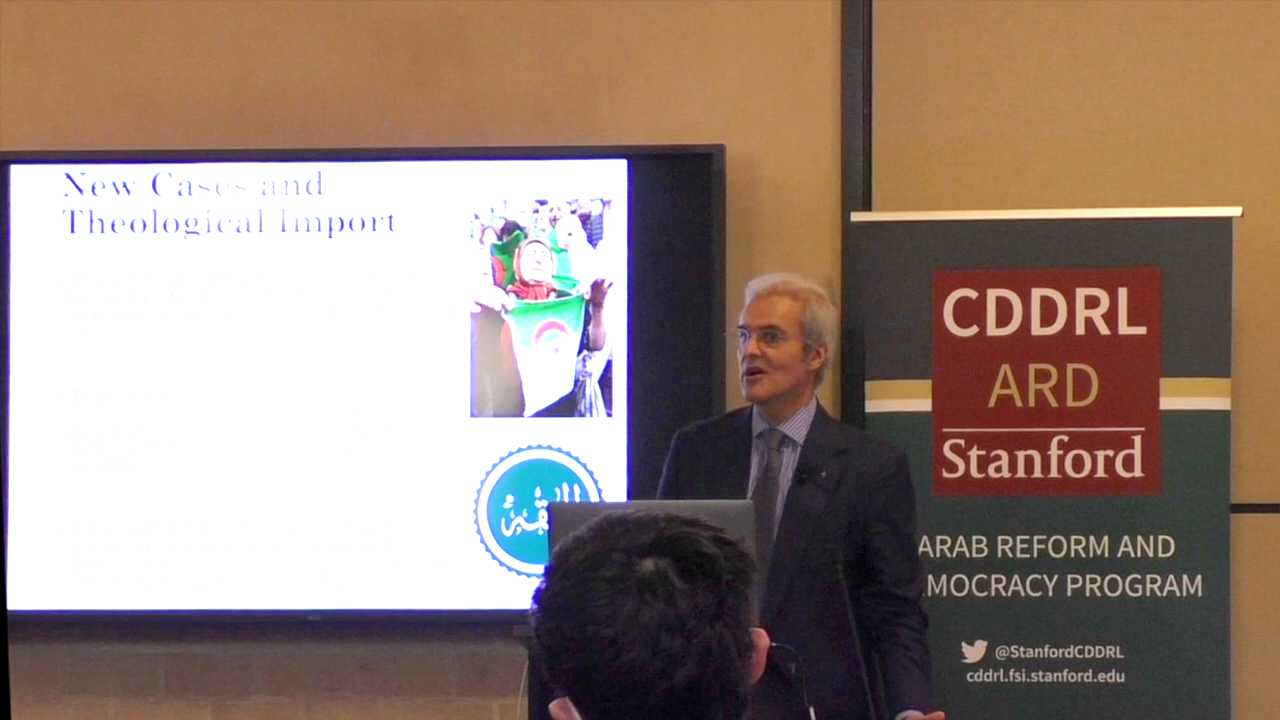 New Cases and
Theological Import
CDDRL
ARD
Stanford
ARAB REFORM AND
MOCRACY PROGRAM
@StanfordCDDRL
cddrl.fsi.stanford.edu